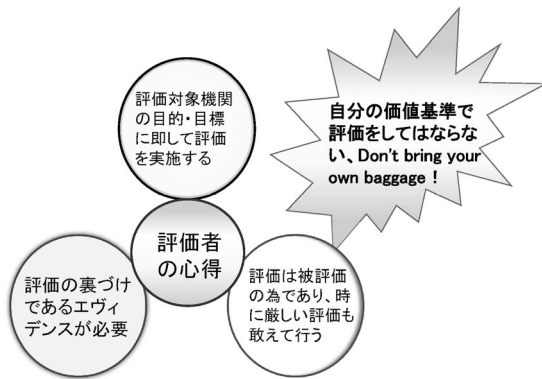 評価対象機関
の目的・目標
に即して評価
を実施する
自分の価値基準で
評価をしてはならな
い、Don't bring your
own baggage！
評価者
の心得
評価の裏づけ
であるエヴィ
デンスが必要
評価は被評価
の為であり、時
に厳しい評価も
敢えて行う